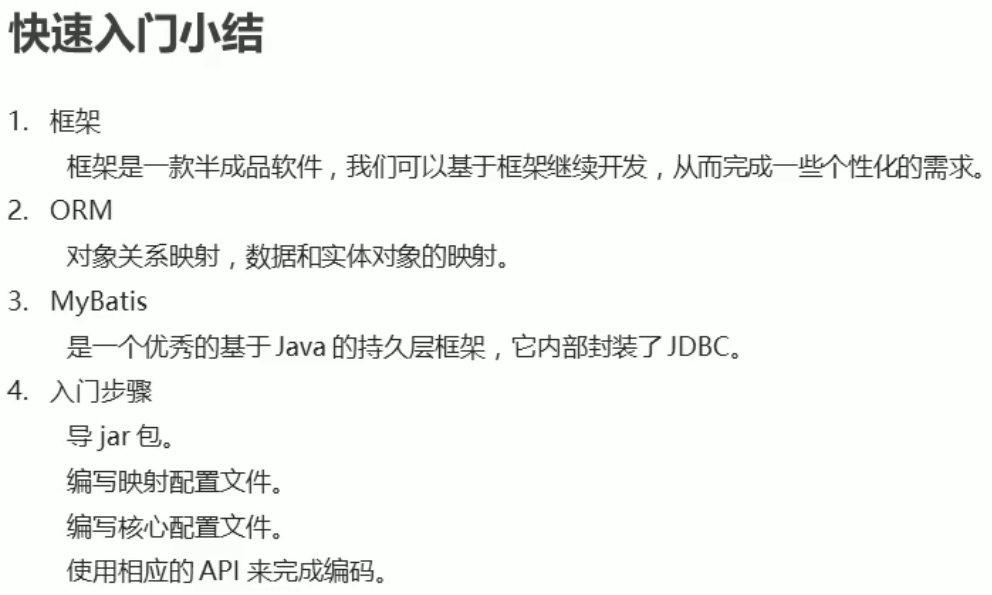 快速入门小结
1. 框架
框架是一款半成品软件，我们可以基于框架继续开发，从而完成一些个性化的需求。
2. ORM
对象关系映射，数据和实体对象的映射。
3. MyBatis
是一个优秀的基于 Java 的持久层框架，它内部封装了 JDBC。
4. 入门步骤
导 jar 包。
编写映射配置文件。
编写核心配置文件。
使用相应的 API 来完成编码。